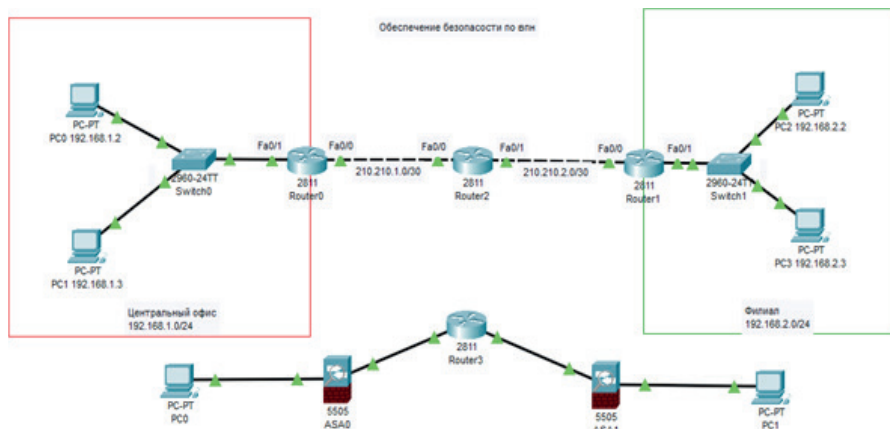 Обеспечение безопасости по впн
PC-PT
PC0 192.168.1.2
2960-24TT
Switch0
PC-PT
PC1 192.168.1.3
Fa0/1
Fa0/0
2811
Router0
210.210.1.0/30
Fa0/0
Fa0/1
2811
Router2
210.210.2.0/30
Fa0/0
Fa0/1
2811
Router1
2960-24TT
Switch1
PC-PT
PC2 192.168.2.2
PC-PT
PC3 192.168.2.3
Центральный офис
192.168.1.0/24
Филиал
192.168.2.0/24
2811
Router3
PC-PT
PC0
5505
ASA0
5505
PC-PT
PC1